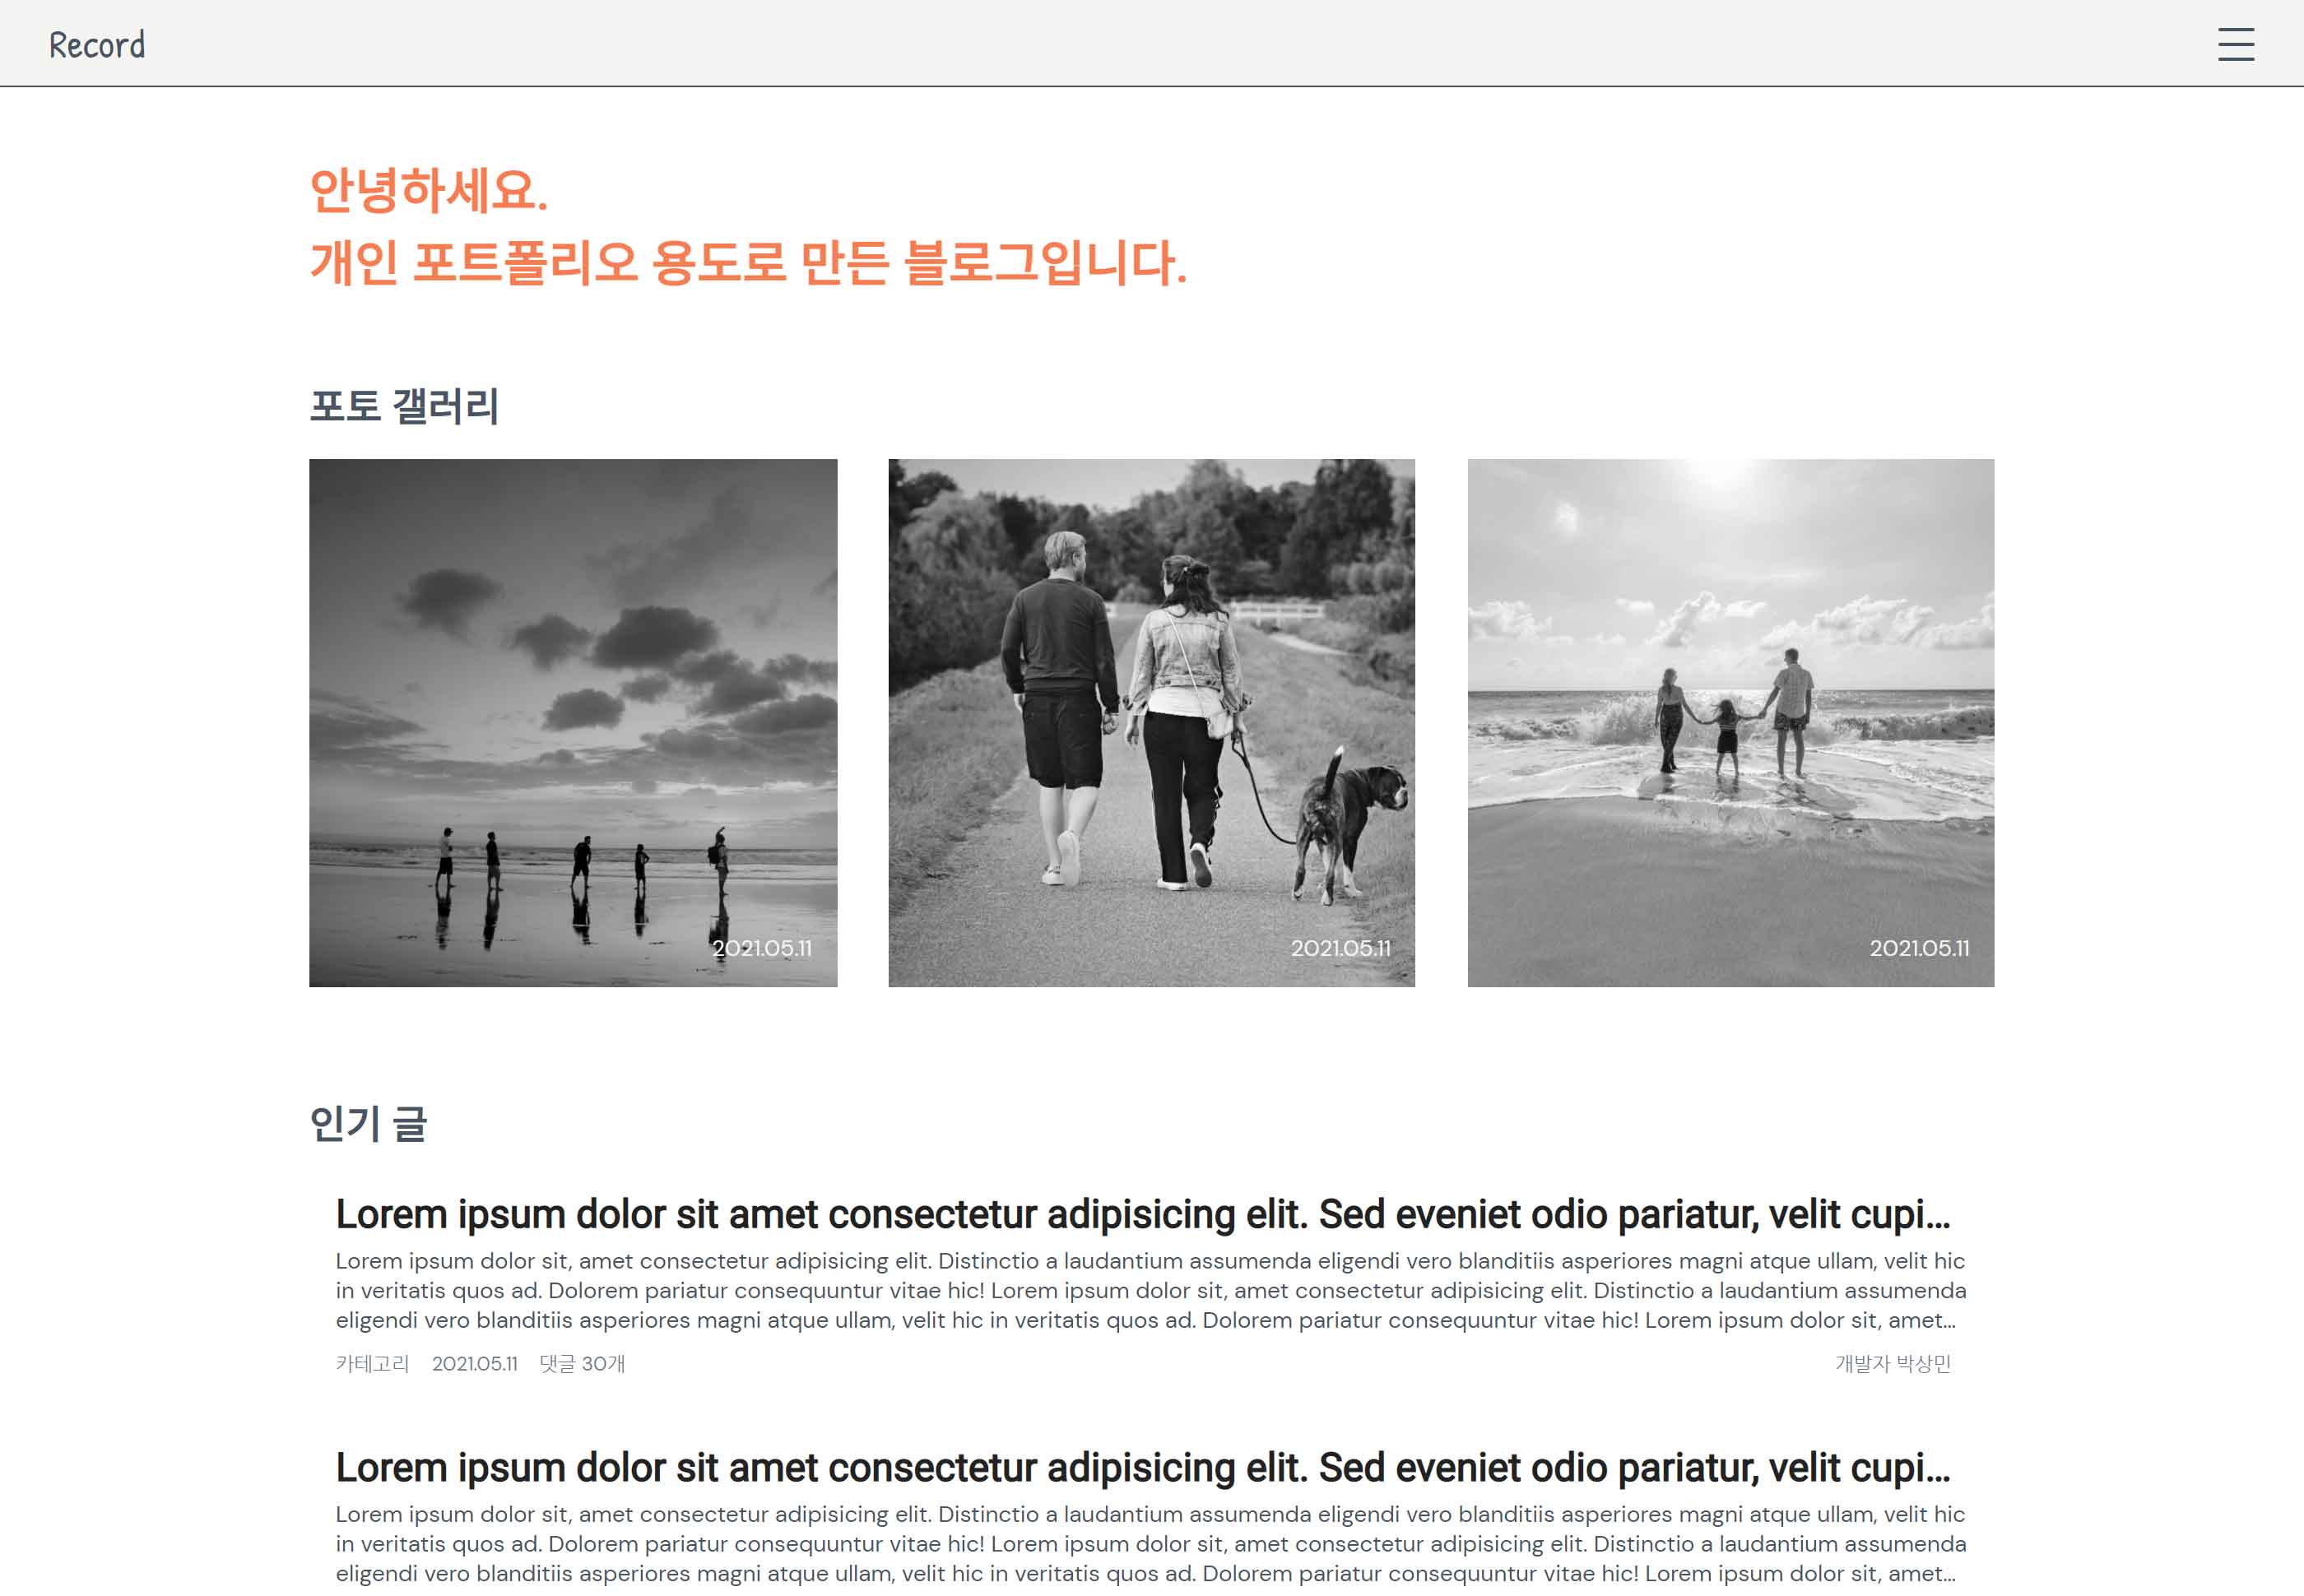 Record
안녕하세요.
개인 포트폴리오 용도로 만든 블로그입니다.
포토 갤러리
2021.05.11
2021.05.11
2021.05.11
인기 글
Lorem ipsum dolor sit amet consectetur adipisicing elit. Sed eveniet odio pariatur, velit cupi...
Lorem ipsum dolor sit, amet consectetur adipisicing elit. Distinctio a laudantium assumenda eligendi vero blanditiis asperiores magni atque ullam, velit hic
in veritatis quos ad. Dolorem pariatur consequuntur vitae hic! Lorem ipsum dolor sit, amet consectetur adipisicing elit. Distinctio a laudantium assumenda
eligendi vero blanditiis asperiores magni atque ullam, velit hic in veritatis quos ad. Dolorem pariatur consequuntur vitae hic! Lorem ipsum dolor sit, amet...
카테고리 2021.05.11 댓글 30개 개발자 박상민
Lorem ipsum dolor sit amet consectetur adipisicing elit. Sed eveniet odio pariatur, velit cupi...
Lorem ipsum dolor sit, amet consectetur adipisicing elit. Distinctio a laudantium assumenda eligendi vero blanditiis asperiores magni atque ullam, velit hic
in veritatis quos ad. Dolorem pariatur consequuntur vitae hic! Lorem ipsum dolor sit, amet consectetur adipisicing elit. Distinctio a laudantium assumenda
eligendi vero blanditiis asperiores magni atque ullam, velit hic in veritatis quos ad. Dolorem pariatur consequuntur vitae hic! Lorem ipsum dolor sit, amet...